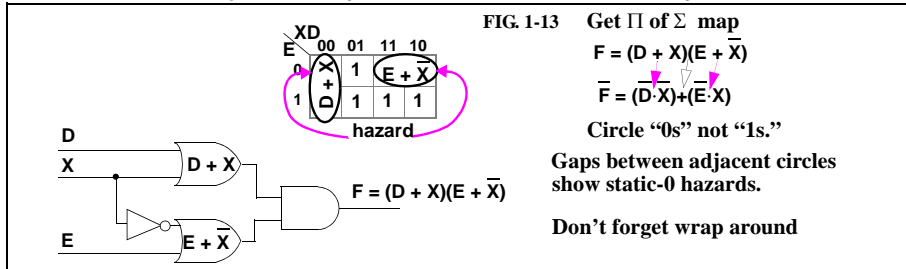 FIG. 1-13 Get Π of Σ map
XD
E 00 01 11 10
0 D + X 1 E + X̅
1 1 1 1
hazard
F = (D + X)(E + X̅)
F̅ = (D̅·X̅)+(E̅·X)
Circle “0s” not “1s.”
Gaps between adjacent circles
show static-0 hazards.
Don’t forget wrap around
D
X
D + X
F = (D + X)(E + X̅)
E
E + X̅